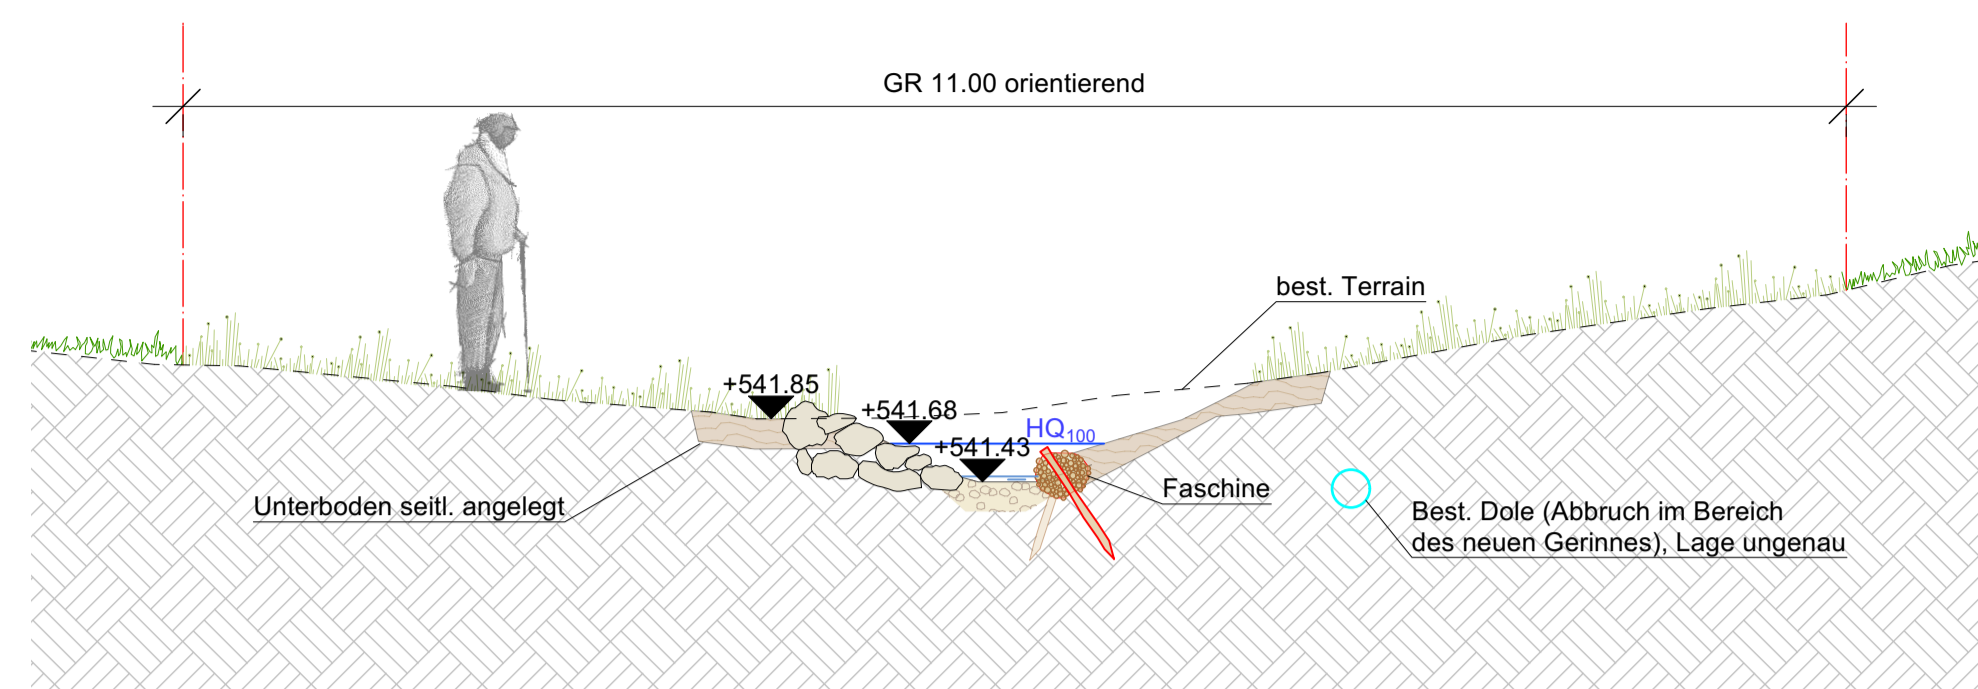 GR 11.00 orientierend
best. Terrain
+541.85
+541.68
HQ100
+541.43
Unterboden seitl. angelegt
Faschine
Best. Dole (Abbruch im Bereich
des neuen Gerinnes), Lage ungenau